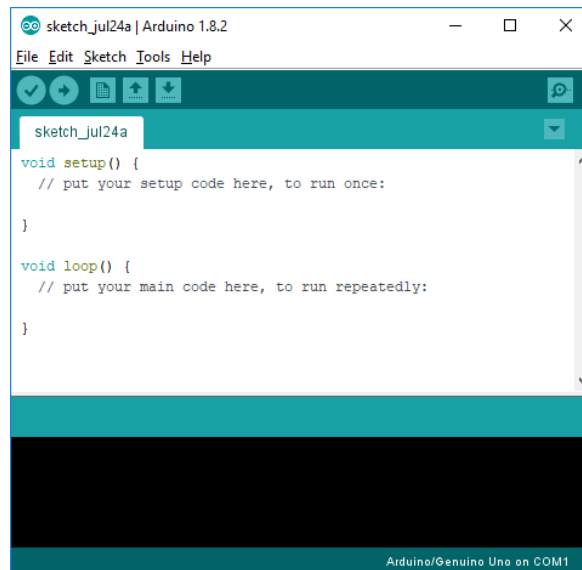 sketch_jul24a | Arduino 1.8.2
File Edit Sketch Tools Help
sketch_jul24a
void setup() {
  // put your setup code here, to run once:

}

void loop() {
  // put your main code here, to run repeatedly:

}
Arduino/Genuino Uno on COM1